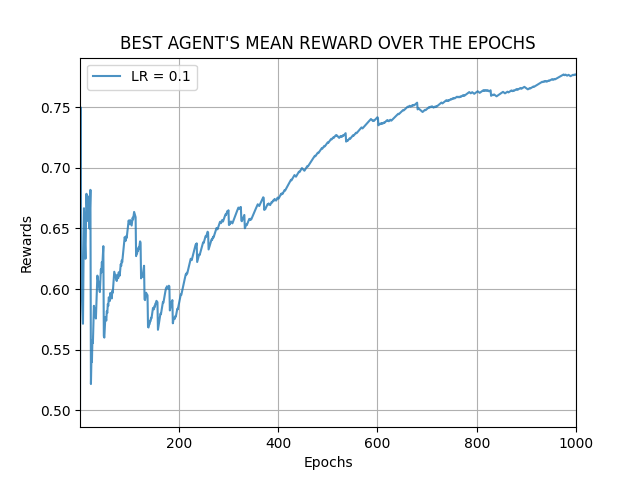 BEST AGENT'S MEAN REWARD OVER THE EPOCHS
LR = 0.1
Rewards
0.75
0.70
0.65
0.60
0.55
0.50
200 400 600 800 1000
Epochs